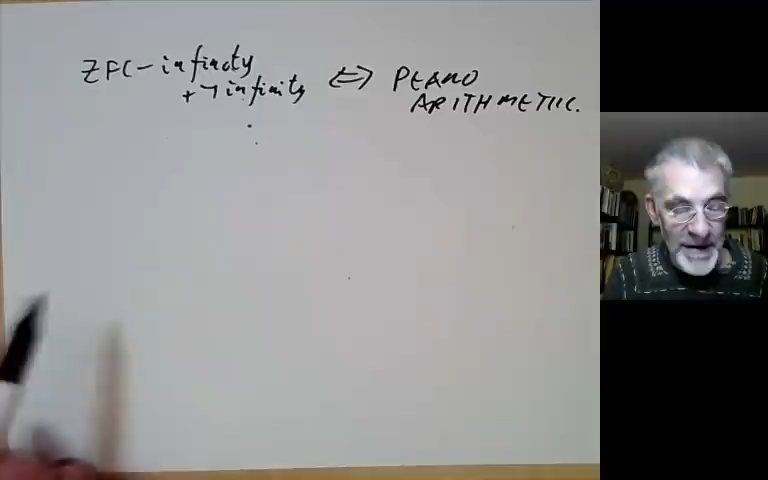 ZFC - infinity
+ ¬ infinity ⇔ PEANO
ARITHMETIC.